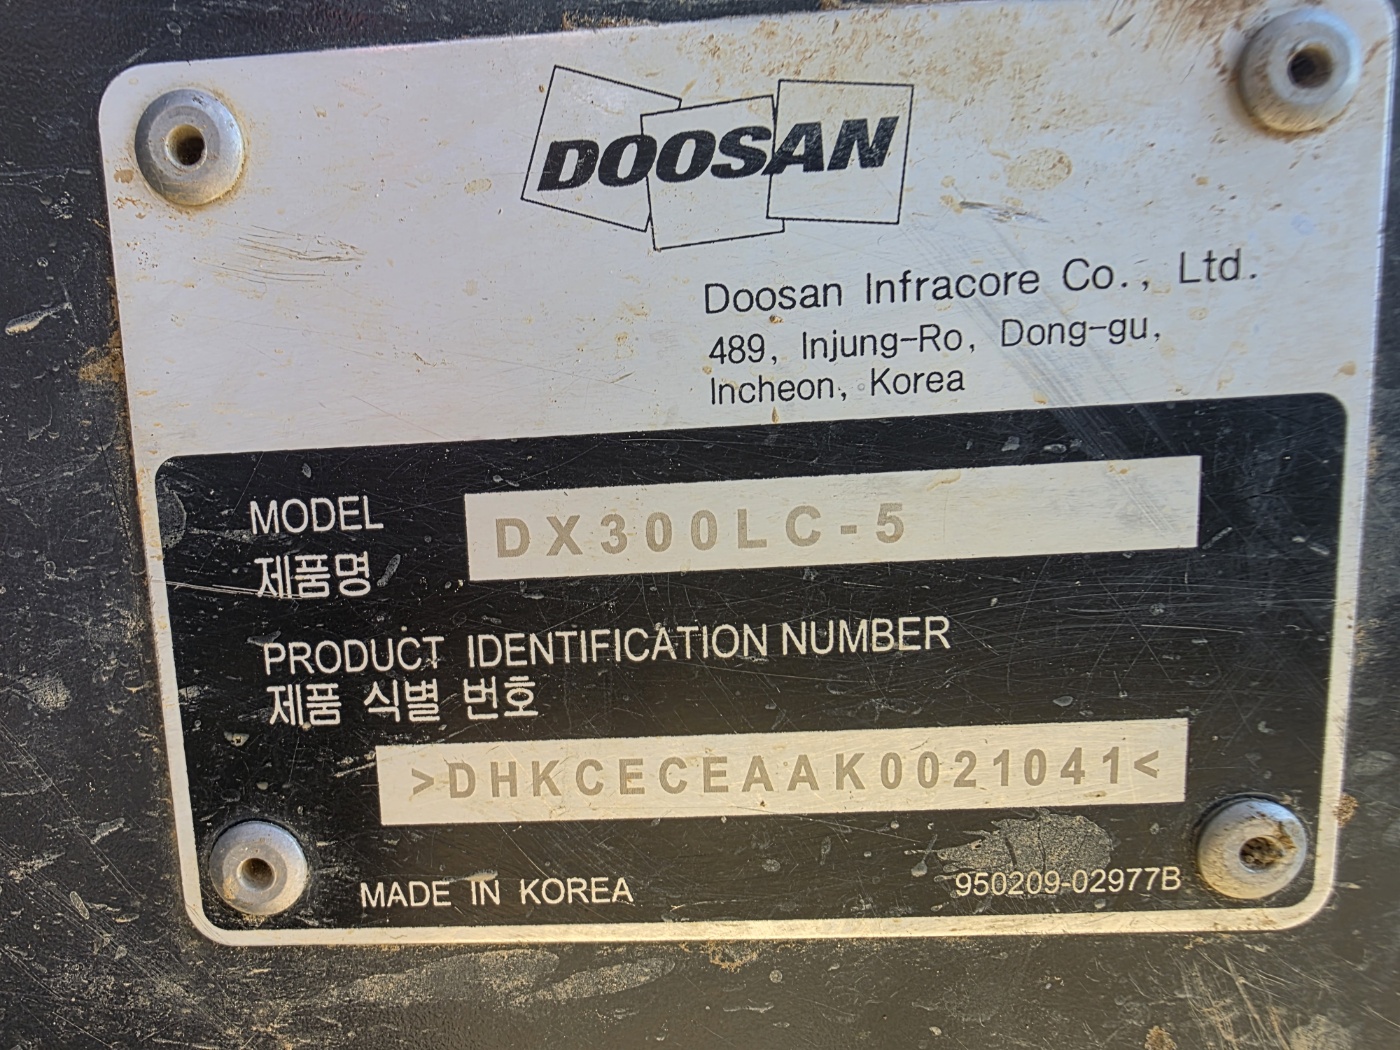 DOOSAN
Doosan Infracore Co., Ltd.
489, Injung-Ro, Dong-gu,
Incheon, Korea
MODEL
제품명
DX300LC-5
PRODUCT IDENTIFICATION NUMBER
제품 식별 번호
>DHKCECEAAK0021041<
MADE IN KOREA
950209-02977B